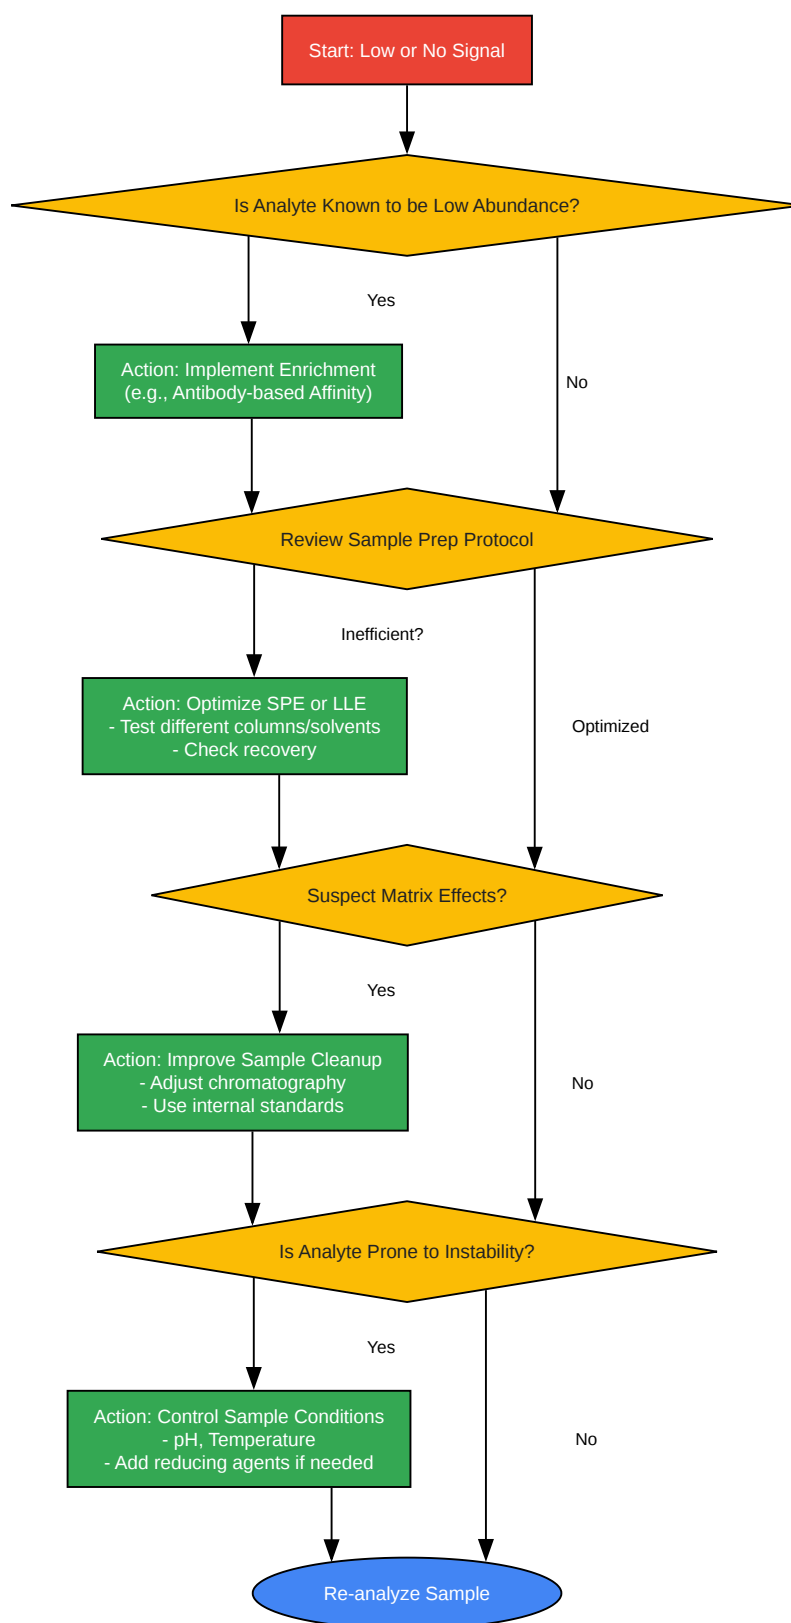 Start: Low or No Signal
Is Analyte Known to be Low Abundance?
Yes
Action: Implement Enrichment
(e.g., Antibody-based Affinity)
No
Review Sample Prep Protocol
Inefficient?
Action: Optimize SPE or LLE
- Test different columns/solvents
- Check recovery
Optimized
Suspect Matrix Effects?
Yes
Action: Improve Sample Cleanup
- Adjust chromatography
- Use internal standards
No
Is Analyte Prone to Instability?
Yes
Action: Control Sample Conditions
- pH, Temperature
- Add reducing agents if needed
No
Re-analyze Sample